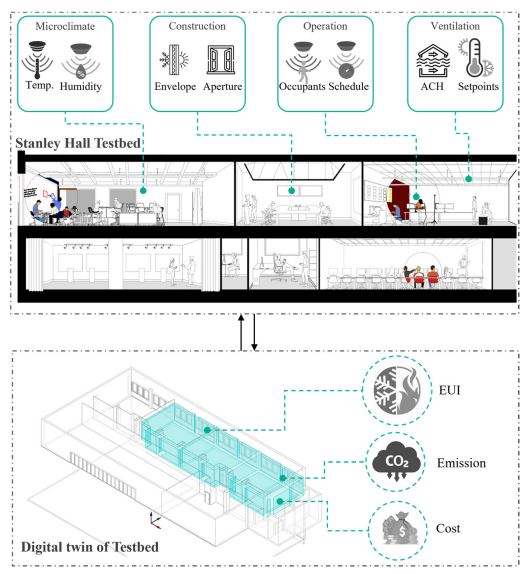 Microclimate
Construction
Operation
Ventilation
%
Temp. Humidity
Envelope Aperture
Occupants Schedule
ACH Setpoints
Stanley Hall Testbed
EUI
CO2
Emission
$
Cost
Digital twin of Testbed